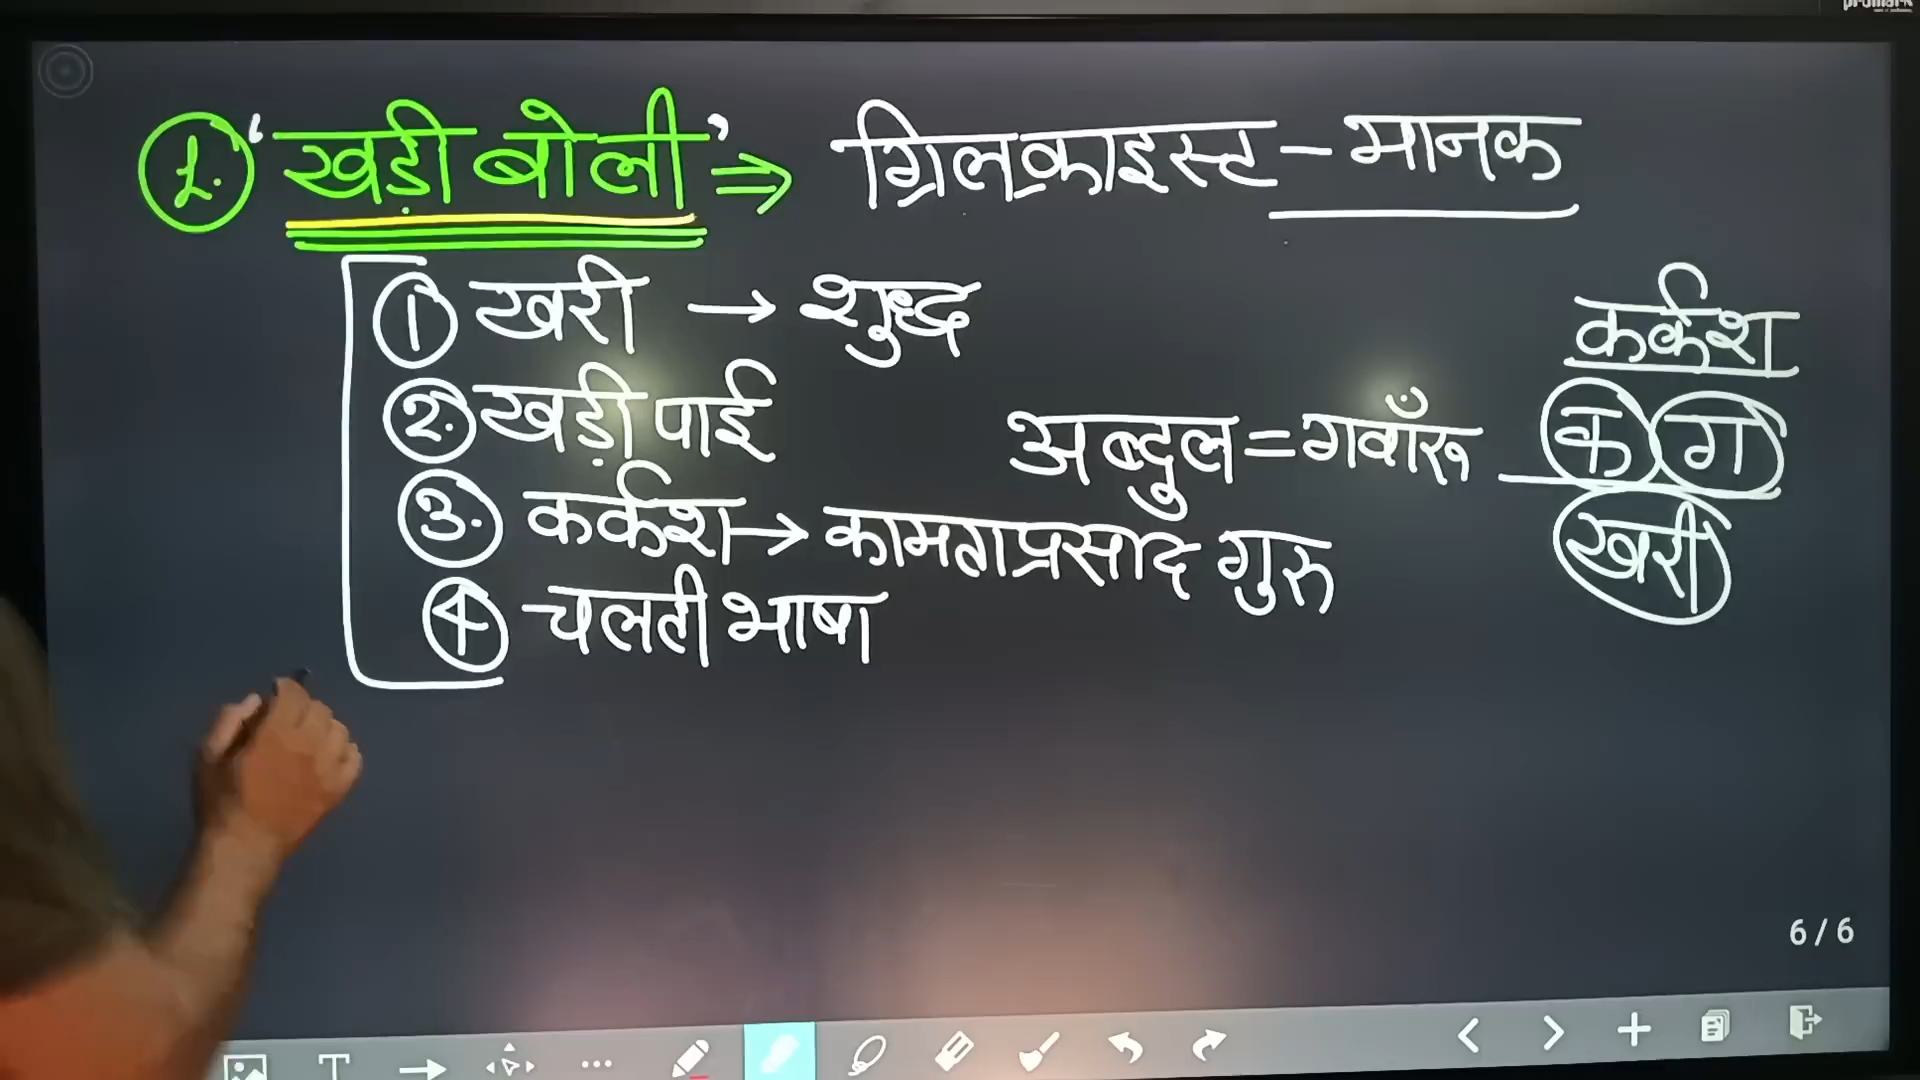 1. 'खड़ी बोली' ⇒ ग्रिलक्राइस्ट - मानक
① खरी → शुद्ध
② खड़ी पाई
③ कर्कश → कामताप्रसाद गुरु
④ चलती भाषा
अब्दुल = गवाँरू
कर्कश
क ग
खरी
6 / 6